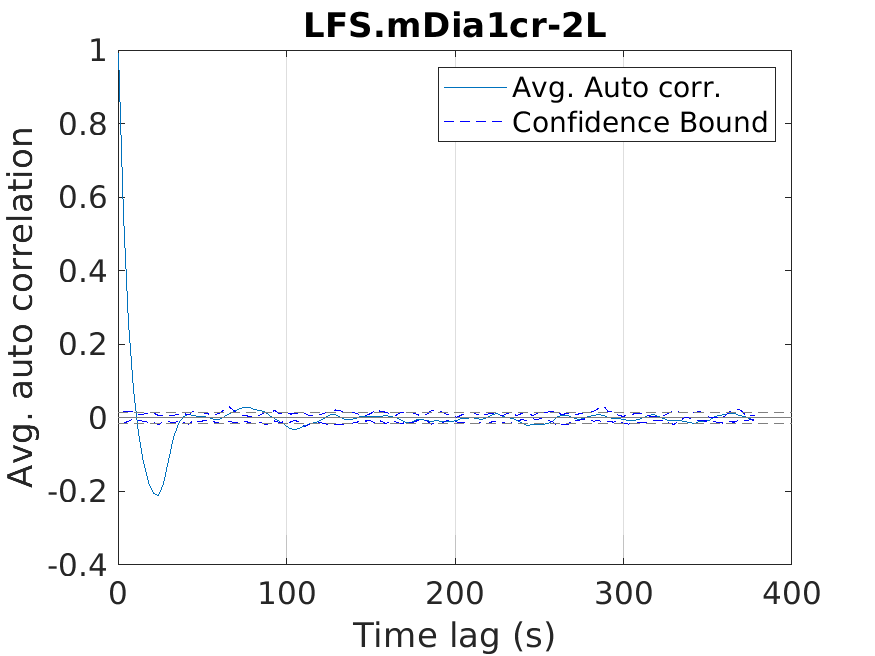 LFS.mDia1cr-2L
1
0.8
0.6
0.4
0.2
0
-0.2
-0.4
Avg. auto correlation
Avg. Auto corr.
Confidence Bound
0 100 200 300 400
Time lag (s)